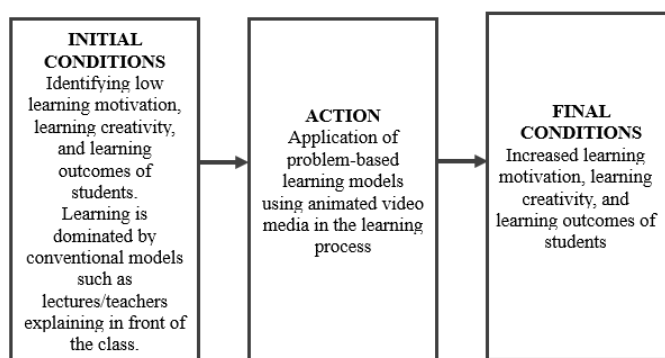 INITIAL
CONDITIONS
Identifying low
learning motivation,
learning creativity,
and learning
outcomes of
students.
Learning is
dominated by
conventional models
such as
lectures/teachers
explaining in front of
the class.
ACTION
Application of
problem-based
learning models
using animated video
media in the learning
process
FINAL
CONDITIONS
Increased learning
motivation, learning
creativity, and
learning outcomes of
students